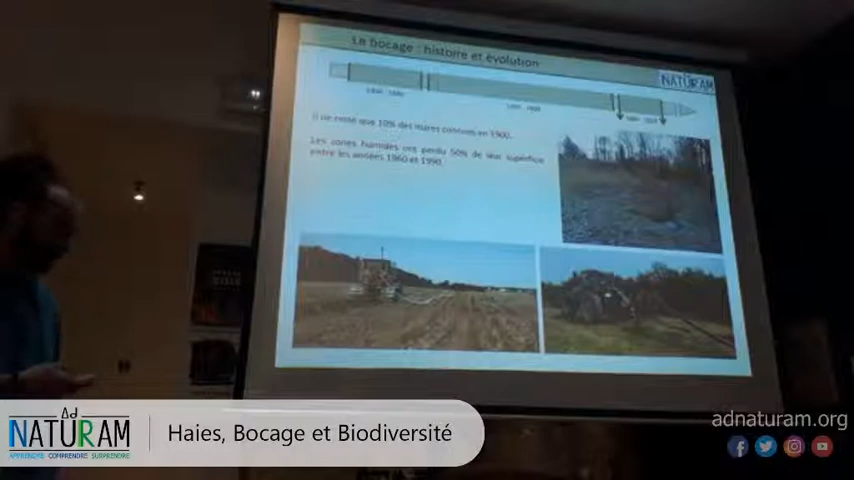 Le bocage : histoire et évolution
NATURAM
Il ne reste que 10% des mares connues en 1900.
Les zones humides ont perdu 50% de leur superficie
entre les années 1960 et 1990.
Ad
NATURAM
APPRENDRE COMPRENDRE SURPRENDRE
Haies, Bocage et Biodiversité
adnaturam.org